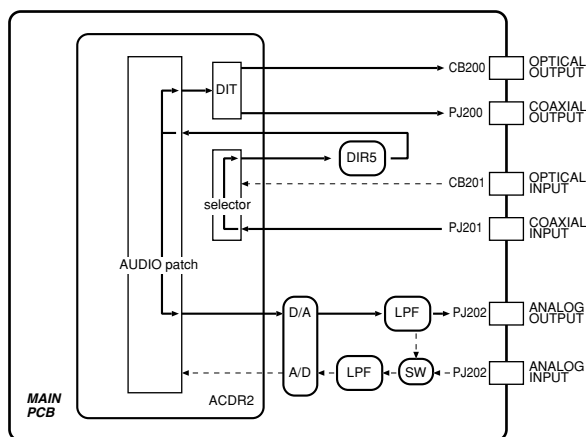 CB200
OPTICAL
OUTPUT
DIT
PJ200
COAXIAL
OUTPUT
DIR5
CB201
OPTICAL
INPUT
selector
PJ201
COAXIAL
INPUT
AUDIO patch
D/A
LPF
PJ202
ANALOG
OUTPUT
A/D
LPF
SW
PJ202
ANALOG
INPUT
MAIN
PCB
ACDR2